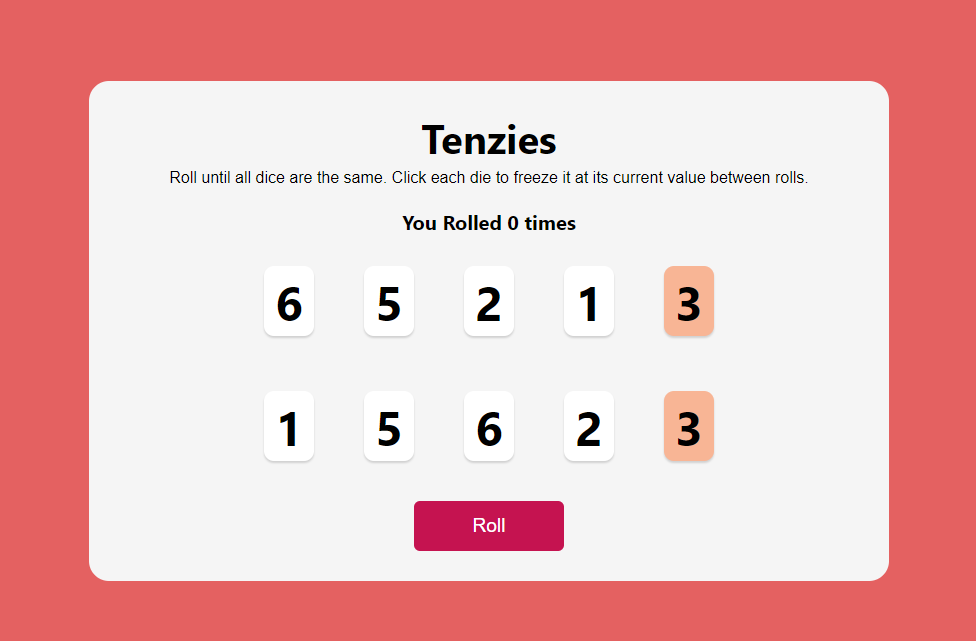 Tenzies
Roll until all dice are the same. Click each die to freeze it at its current value between rolls.
You Rolled 0 times
6 5 2 1 3
1 5 6 2 3
Roll